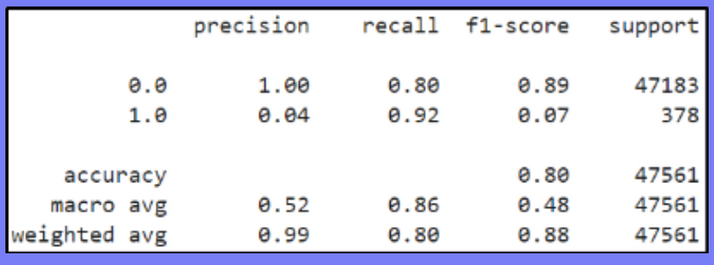 precision recall f1-score support
0.0 1.00 0.80 0.89 47183
1.0 0.04 0.92 0.07 378
accuracy 0.80 47561
macro avg 0.52 0.86 0.48 47561
weighted avg 0.99 0.80 0.88 47561